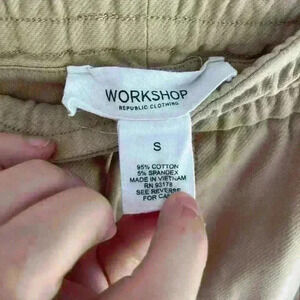 WORKSHOP
REPUBLIC CLOTHING
S
95% COTTON
5% SPANDEX
MADE IN VIETNAM
RN 93178
SEE REVERSE
FOR CARE